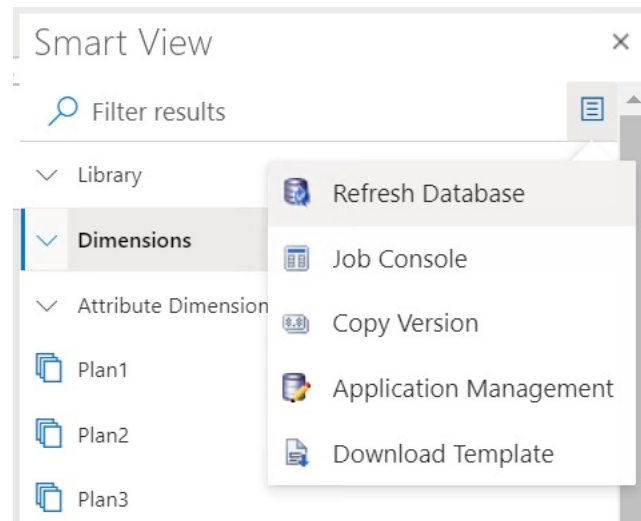 Smart View
Filter results
Library
Refresh Database
Dimensions
Job Console
Attribute Dimension
Copy Version
Plan1
Application Management
Plan2
Download Template
Plan3